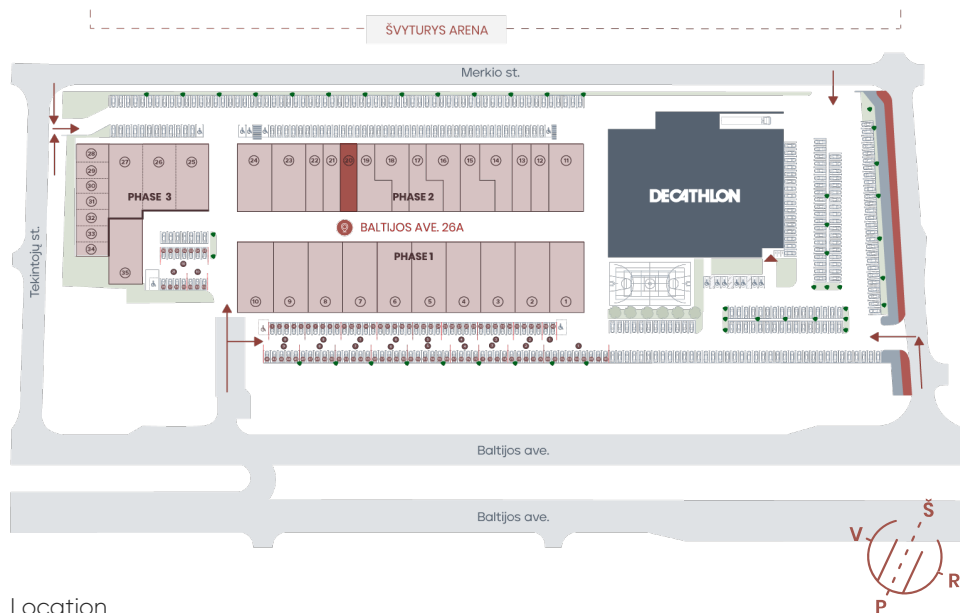 ŠVYTURYS ARENA
Merkio st.
28
27
26
25
29
30
31
32
33
34
35
PHASE 3
24
23
22
21
20
19
18
17
16
15
14
13
12
11
PHASE 2
DECATHLON
BALTIJOS AVE. 26A
PHASE 1
10
9
8
7
6
5
4
3
2
1
Tekintojų st.
Baltijos ave.
Baltijos ave.
Š
V
R
P
Location